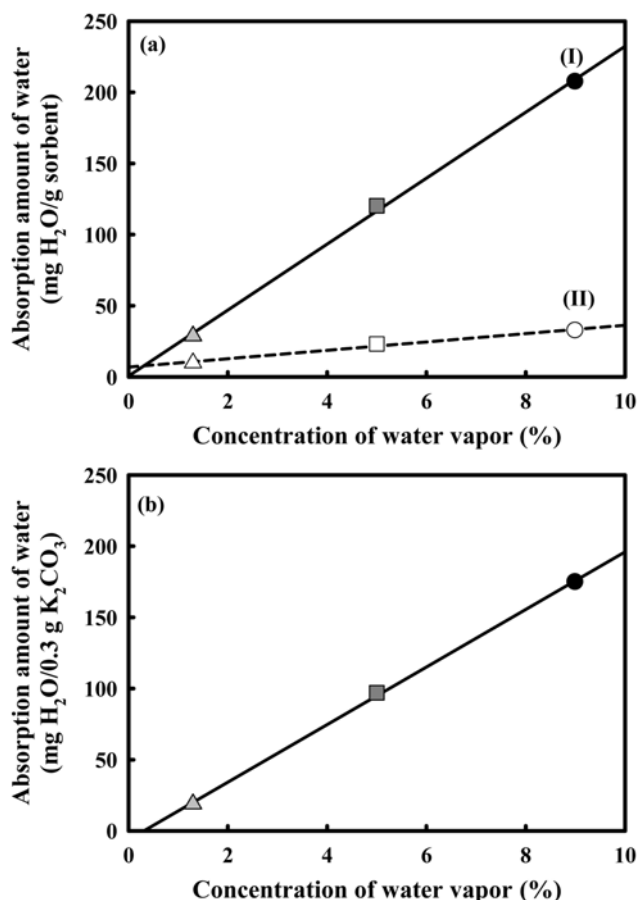 250
(a)
(I)
200
150
100
50
(II)
0
0 2 4 6 8 10
Absorption amount of water
(mg H₂O/g sorbent)
Concentration of water vapor (%)
250
(b)
200
150
100
50
0
0 2 4 6 8 10
Absorption amount of water
(mg H₂O/0.3 g K₂CO₃)
Concentration of water vapor (%)